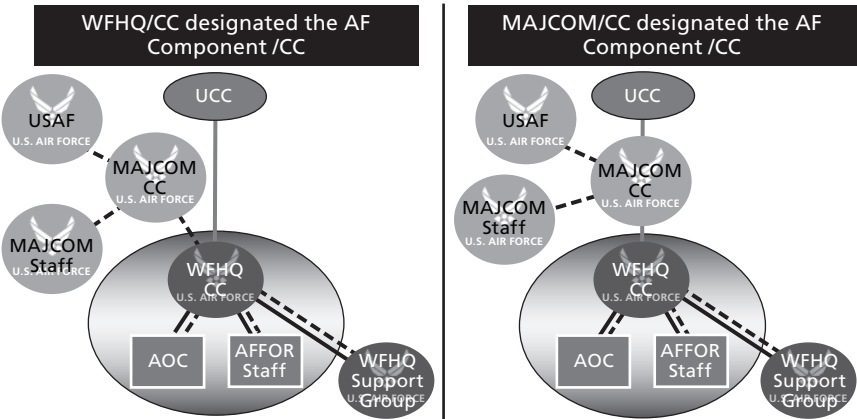 WFHQ/CC designated the AF
Component /CC
UCC
USAF
U.S. AIR FORCE
MAJCOM
CC
U.S. AIR FORCE
MAJCOM
Staff
U.S. AIR FORCE
WFHQ
CC
U.S. AIR FORCE
AOC
AFFOR
Staff
WFHQ
Support
Group
U.S. AIR FORCE
MAJCOM/CC designated the AF
Component /CC
UCC
USAF
U.S. AIR FORCE
MAJCOM
CC
U.S. AIR FORCE
MAJCOM
Staff
U.S. AIR FORCE
WFHQ
CC
U.S. AIR FORCE
AOC
AFFOR
Staff
WFHQ
Support
Group
U.S. AIR FORCE